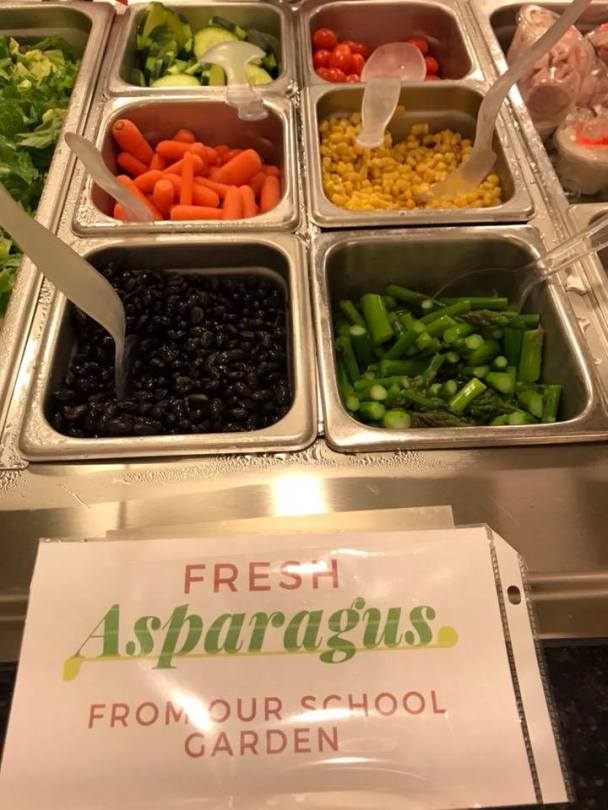 FRESH
Asparagus
FROM OUR SCHOOL
GARDEN